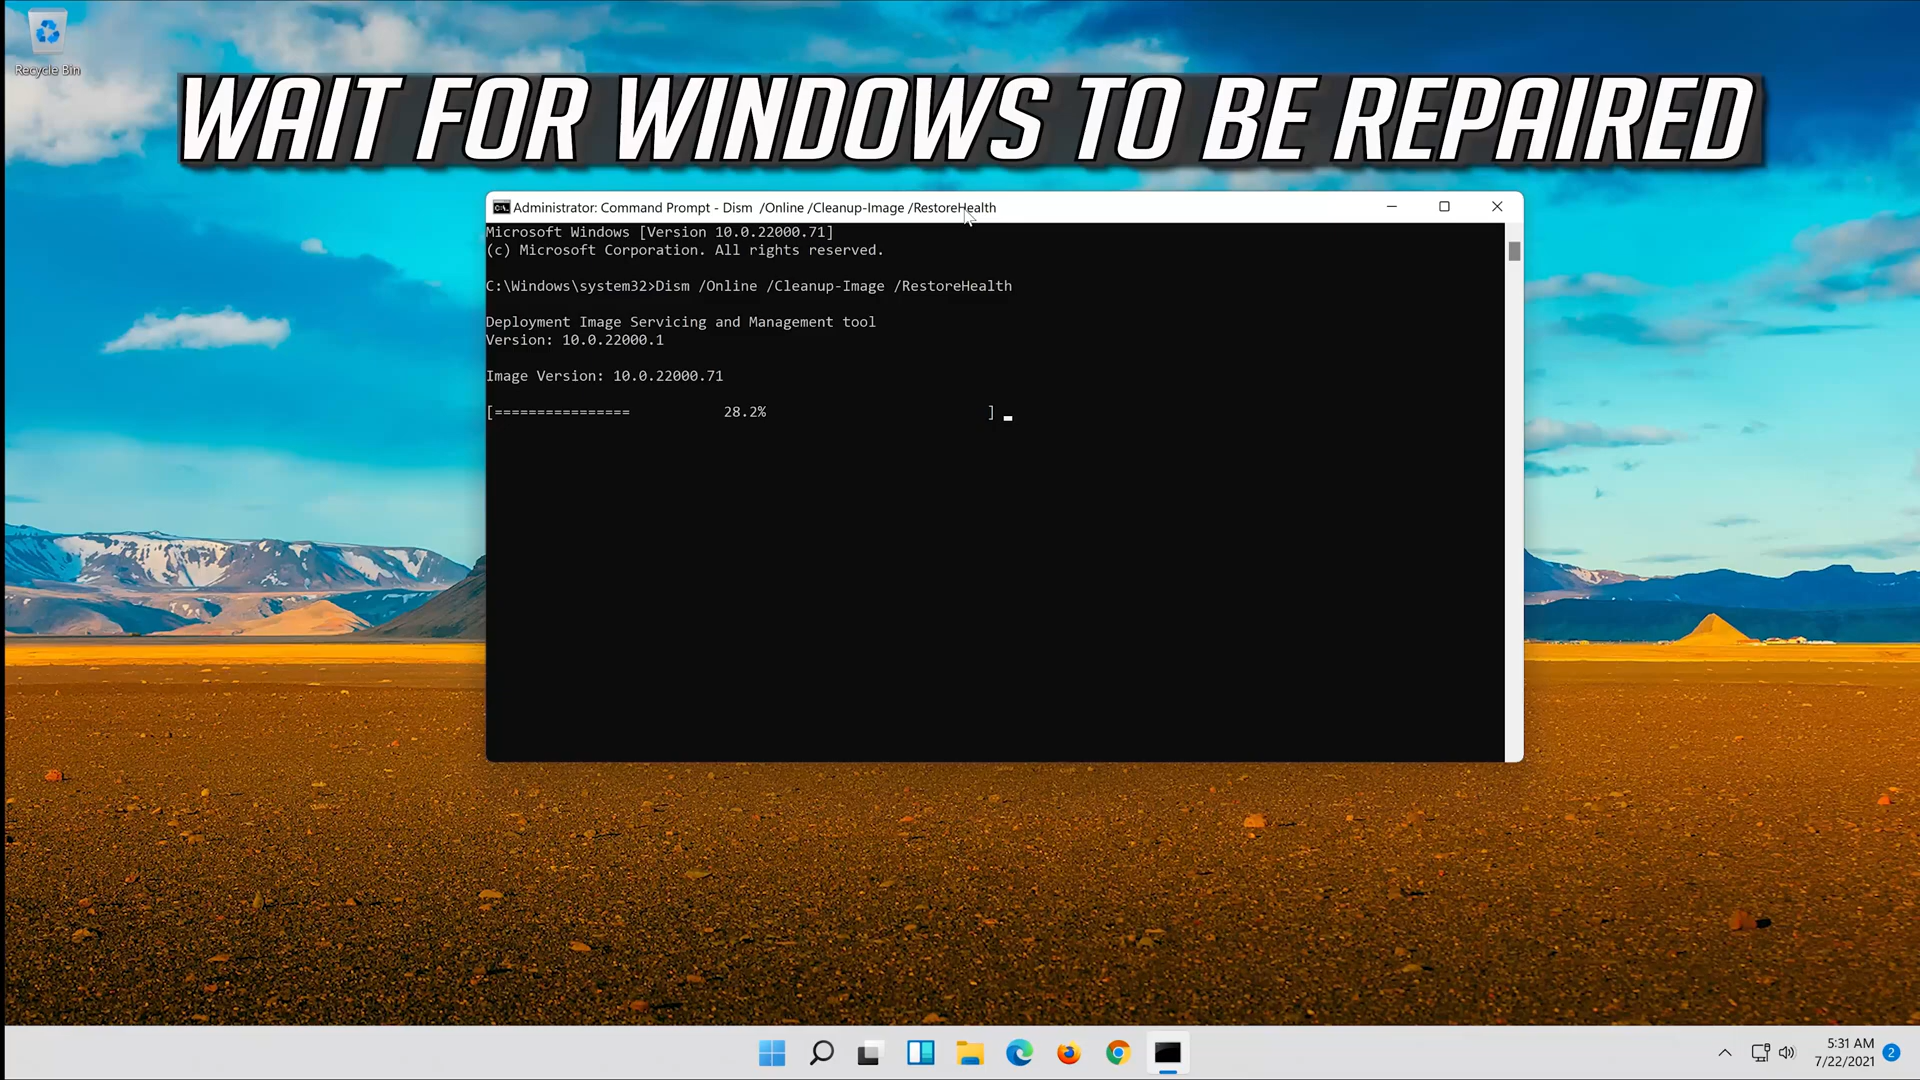 Recycle Bin
WAIT FOR WINDOWS TO BE REPAIRED
Administrator: Command Prompt - Dism  /Online /Cleanup-Image /RestoreHealth
Microsoft Windows [Version 10.0.22000.71]
(c) Microsoft Corporation. All rights reserved.
C:\Windows\system32>Dism /Online /Cleanup-Image /RestoreHealth
Deployment Image Servicing and Management tool
Version: 10.0.22000.1
Image Version: 10.0.22000.71
[================           28.2%                          ]
5:31 AM
7/22/2021
2